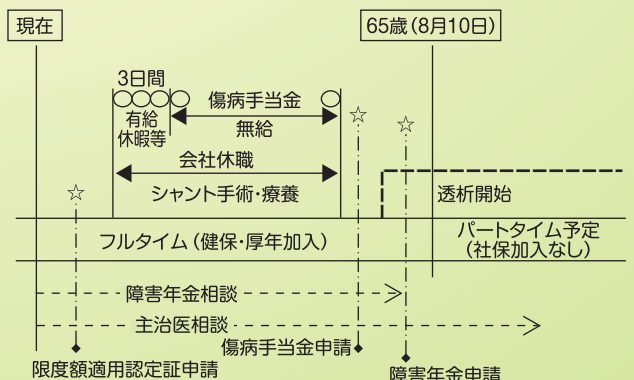 現在
65歳(8月10日)
3日間
有給
休暇等
傷病手当金
無給
会社休職
シャント手術・療養
透析開始
フルタイム(健保・厚年加入)
パートタイム予定
(社保加入なし)
障害年金相談
主治医相談
傷病手当金申請
限度額適用認定証申請
障害年金申請